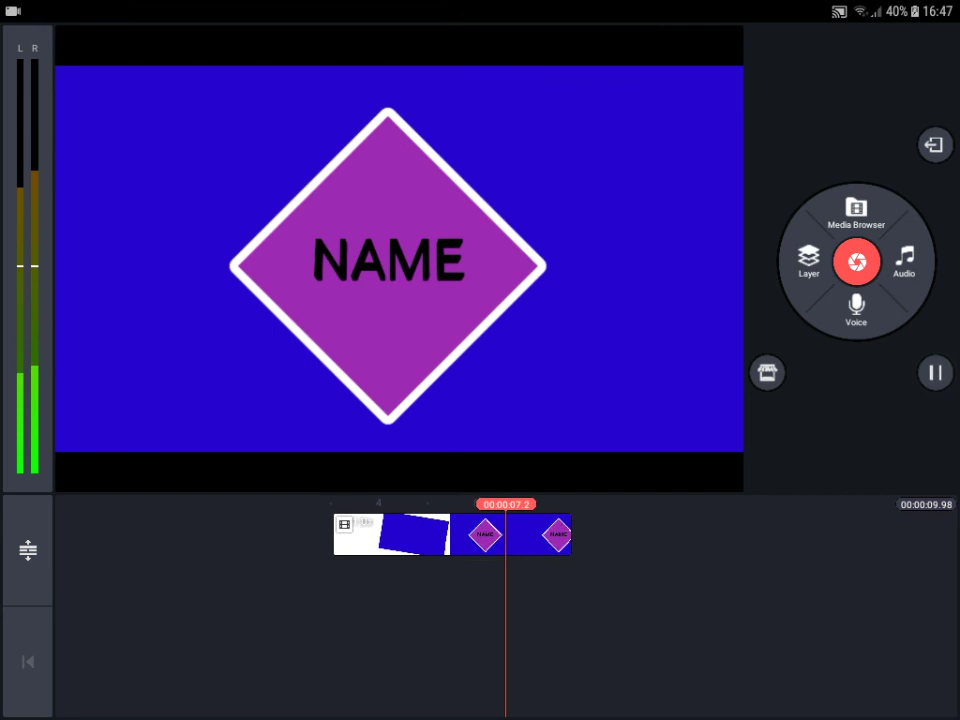 40% 16:47
L R
NAME
Media Browser
Layer
Audio
Voice
4
00:00:07.2
00:00:09.98
NAME
NAME